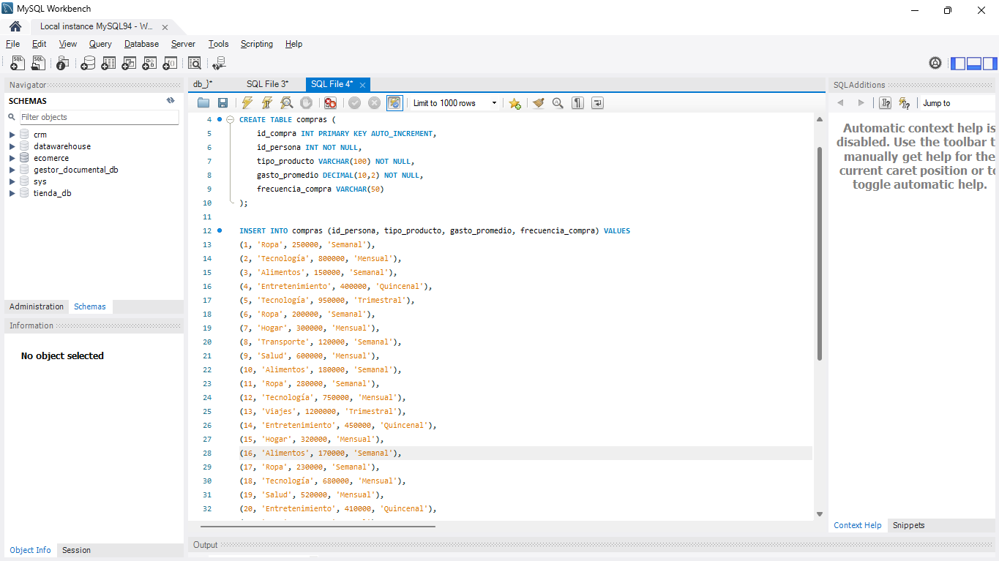 MySQL Workbench
Local instance MySQL94 - W...
File Edit View Query Database Server Tools Scripting Help
Navigator
SCHEMAS
Filter objects
crm
datawarehouse
ecomerce
gestor_documental_db
sys
tienda_db
Administration Schemas
Information
No object selected
Object Info Session
db_}* SQL File 3* SQL File 4*
Limit to 1000 rows
4 CREATE TABLE compras (
5 id_compra INT PRIMARY KEY AUTO_INCREMENT,
6 id_persona INT NOT NULL,
7 tipo_producto VARCHAR(100) NOT NULL,
8 gasto_promedio DECIMAL(10,2) NOT NULL,
9 frecuencia_compra VARCHAR(50)
10 );
11
12 INSERT INTO compras (id_persona, tipo_producto, gasto_promedio, frecuencia_compra) VALUES
13 (1, 'Ropa', 250000, 'Semanal'),
14 (2, 'Tecnología', 800000, 'Mensual'),
15 (3, 'Alimentos', 150000, 'Semanal'),
16 (4, 'Entretenimiento', 400000, 'Quincenal'),
17 (5, 'Tecnología', 950000, 'Trimestral'),
18 (6, 'Ropa', 200000, 'Semanal'),
19 (7, 'Hogar', 300000, 'Mensual'),
20 (8, 'Transporte', 120000, 'Semanal'),
21 (9, 'Salud', 600000, 'Mensual'),
22 (10, 'Alimentos', 180000, 'Semanal'),
23 (11, 'Ropa', 280000, 'Semanal'),
24 (12, 'Tecnología', 750000, 'Mensual'),
25 (13, 'Viajes', 1200000, 'Trimestral'),
26 (14, 'Entretenimiento', 450000, 'Quincenal'),
27 (15, 'Hogar', 320000, 'Mensual'),
28 (16, 'Alimentos', 170000, 'Semanal'),
29 (17, 'Ropa', 230000, 'Semanal'),
30 (18, 'Tecnología', 680000, 'Mensual'),
31 (19, 'Salud', 520000, 'Mensual'),
32 (20, 'Entretenimiento', 410000, 'Quincenal'),
Output
SQLAdditions
Jump to
Automatic context help is
disabled. Use the toolbar t
manually get help for the
current caret position or to
toggle automatic help.
Context Help Snippets